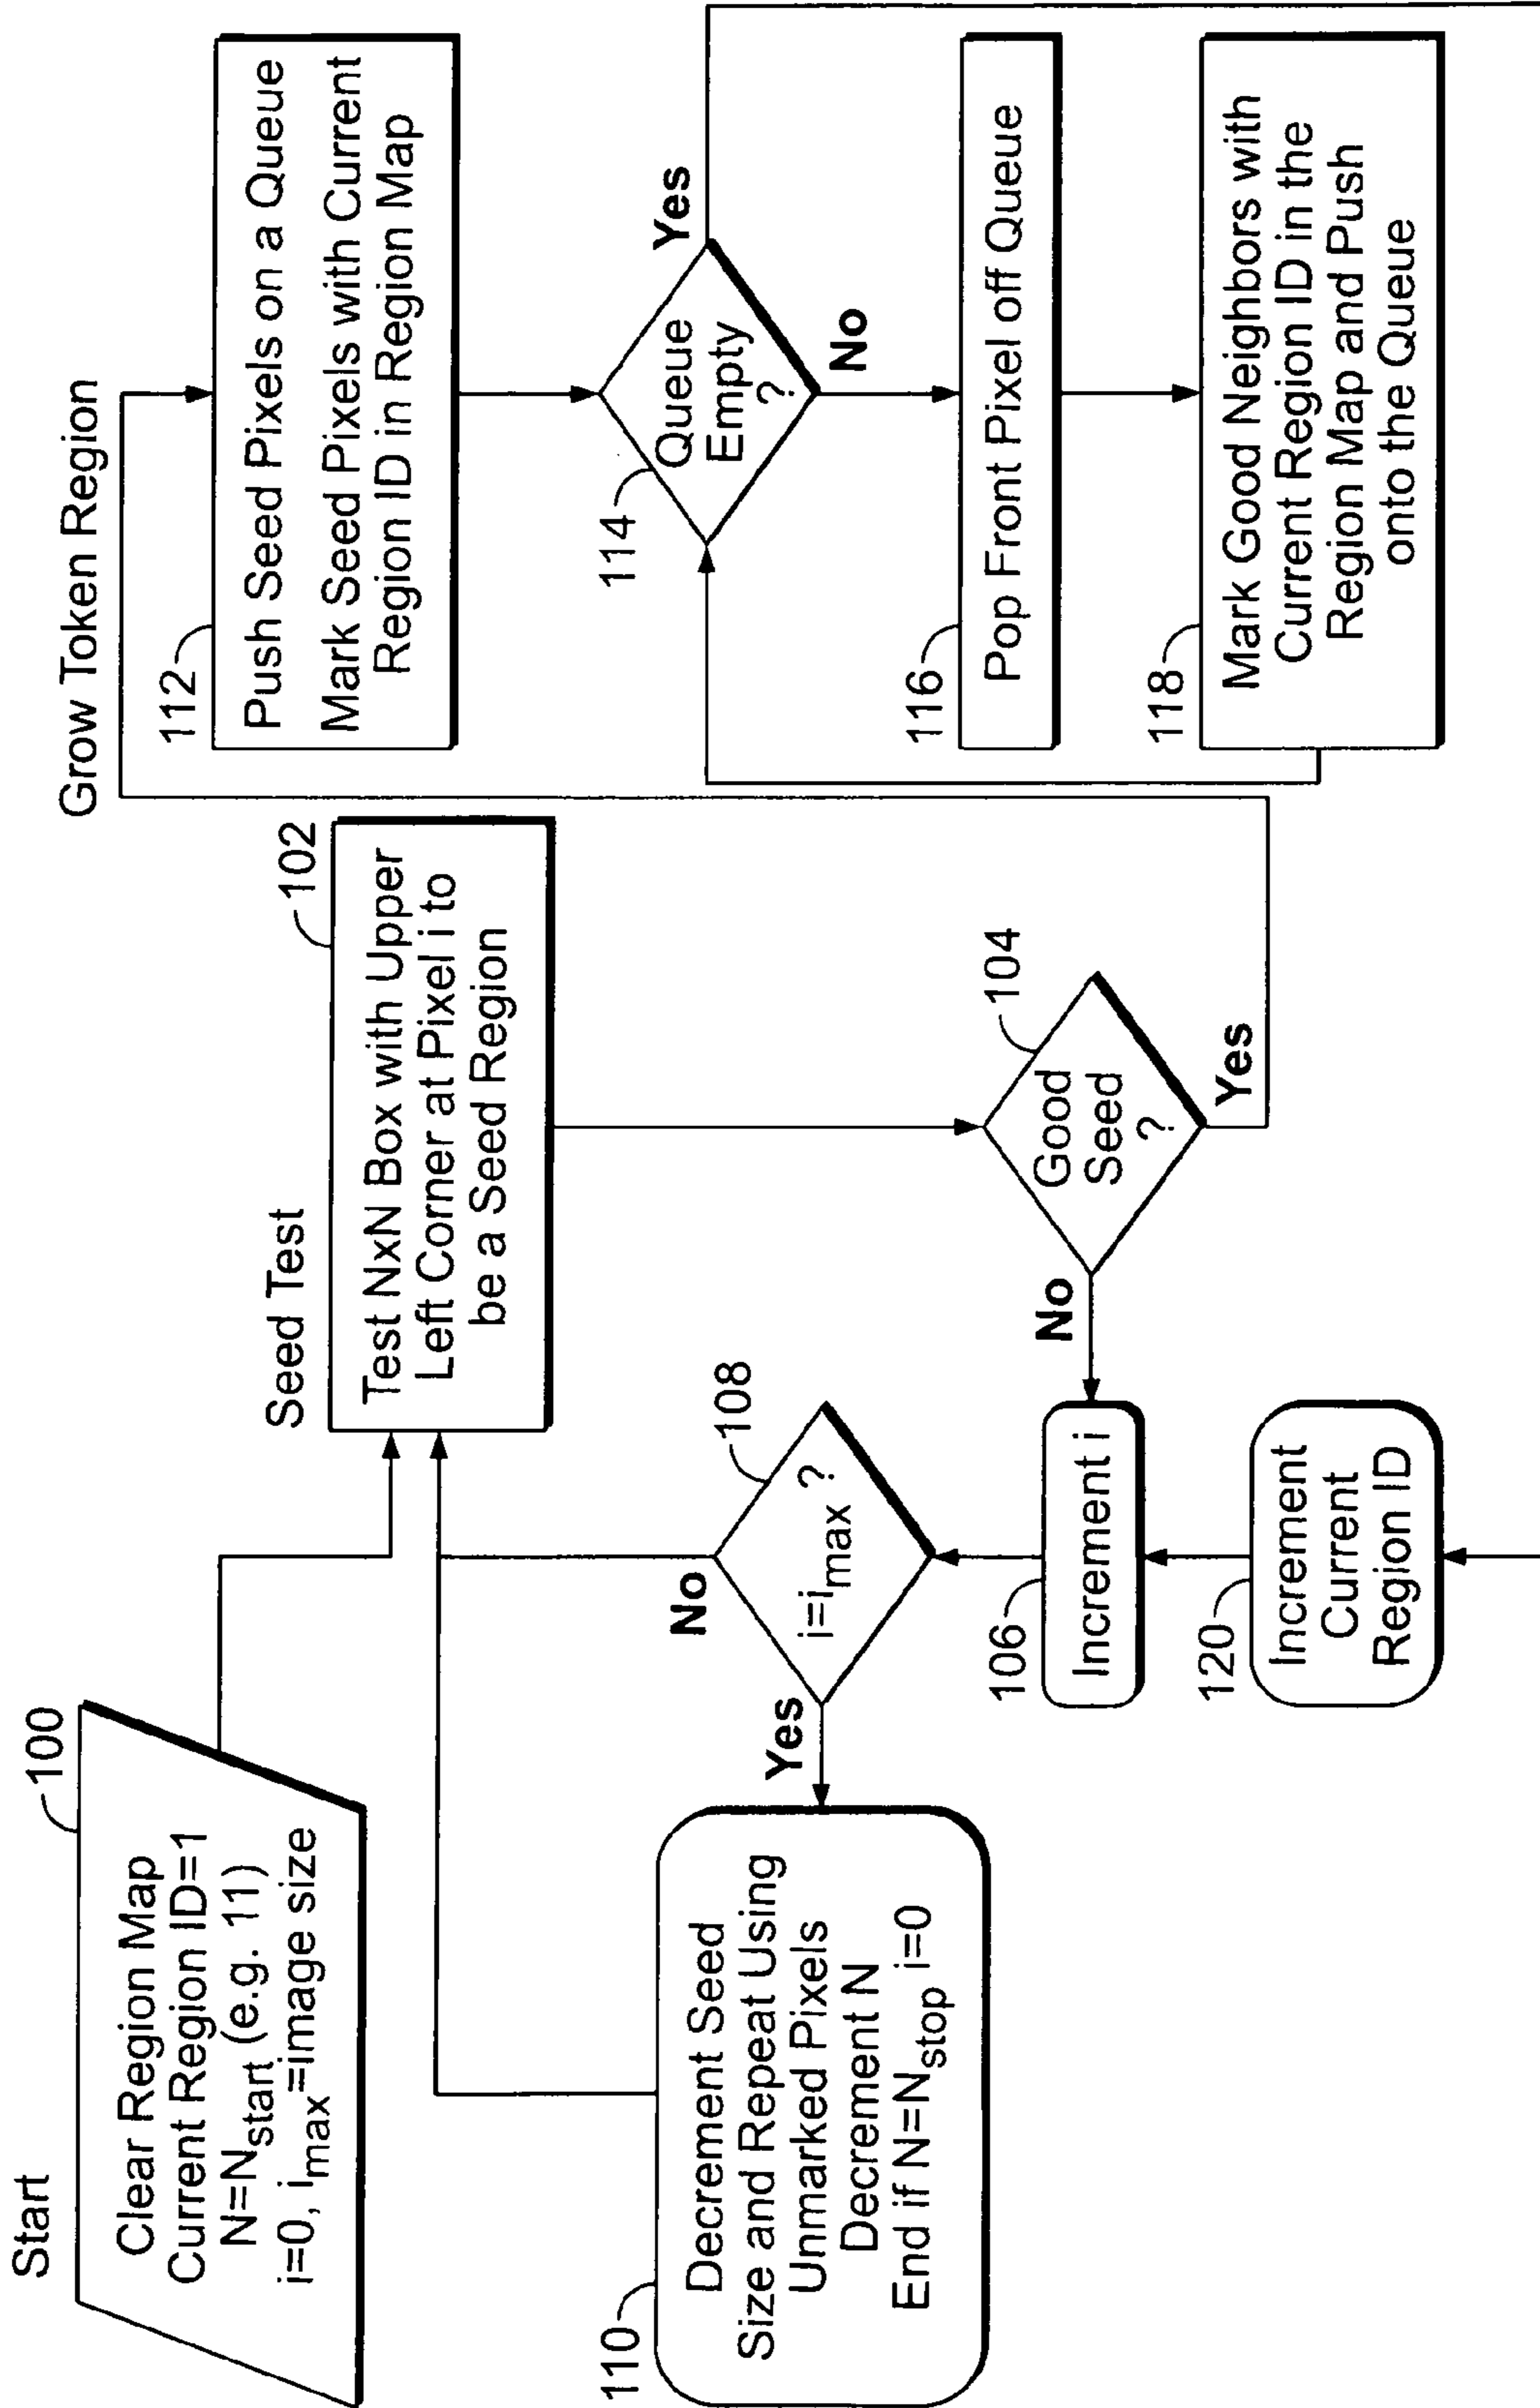 Start
100
Clear Region Map
Current Region ID=1
N=Nstart (e.g. 11)
i=0, imax=image size
Seed Test
102
Test NxN Box with Upper
Left Corner at Pixel i to
be a Seed Region
104
Good
Seed
?
No
Yes
106
Increment i
108
i=imax ?
No
Yes
110
Decrement Seed
Size and Repeat Using
Unmarked Pixels
Decrement N
End if N=Nstop i=0
Grow Token Region
112
Push Seed Pixels on a Queue
Mark Seed Pixels with Current
Region ID in Region Map
114
Queue
Empty
?
Yes
No
116
Pop Front Pixel off Queue
118
Mark Good Neighbors with
Current Region ID in the
Region Map and Push
onto the Queue
120
Increment
Current
Region ID